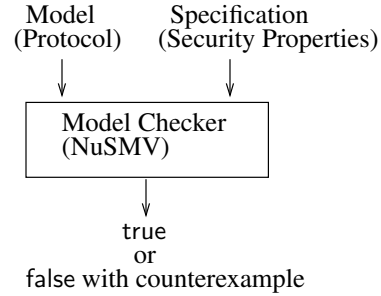 Model
(Protocol)
Specification
(Security Properties)
Model Checker
(NuSMV)
true
or
false with counterexample